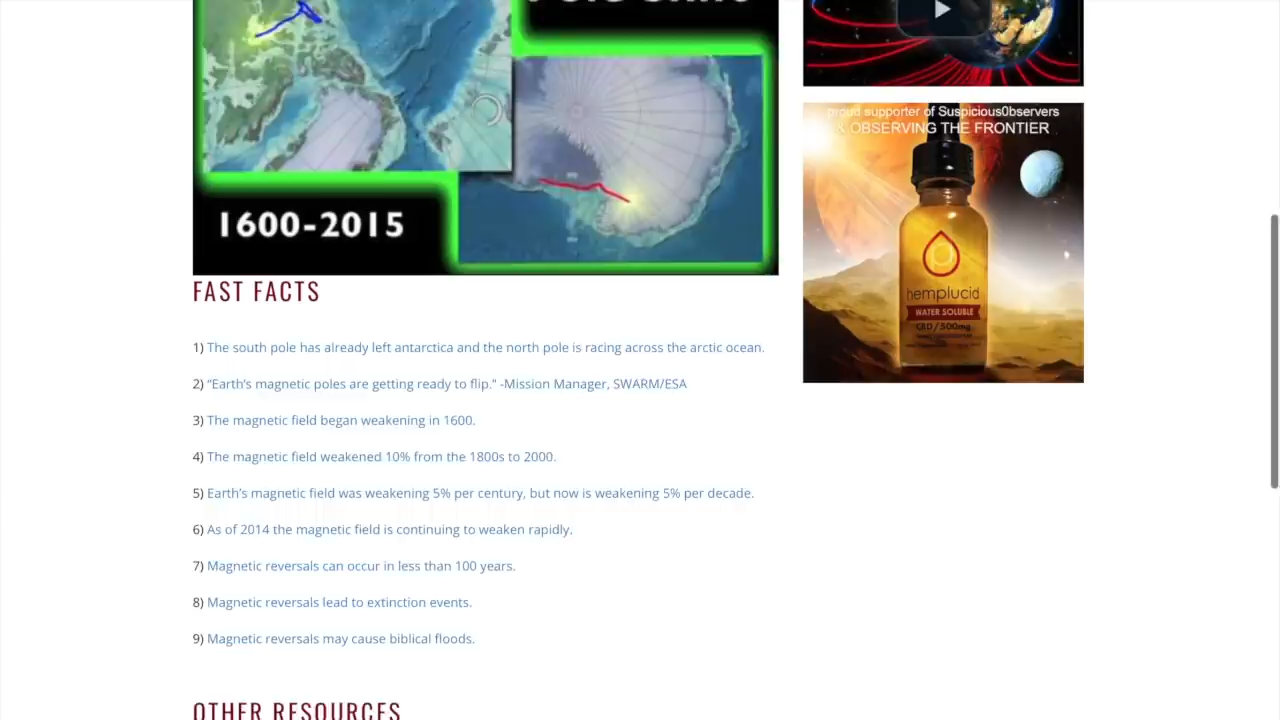 1600-2015
proud supporter of Suspicious0bservers
& OBSERVING THE FRONTIER
hemplucid
WATER SOLUBLE
CBD/500mg
FAST FACTS
1) The south pole has already left antarctica and the north pole is racing across the arctic ocean.
2) “Earth’s magnetic poles are getting ready to flip.” -Mission Manager, SWARM/ESA
3) The magnetic field began weakening in 1600.
4) The magnetic field weakened 10% from the 1800s to 2000.
5) Earth’s magnetic field was weakening 5% per century, but now is weakening 5% per decade.
6) As of 2014 the magnetic field is continuing to weaken rapidly.
7) Magnetic reversals can occur in less than 100 years.
8) Magnetic reversals lead to extinction events.
9) Magnetic reversals may cause biblical floods.
OTHER RESOURCES